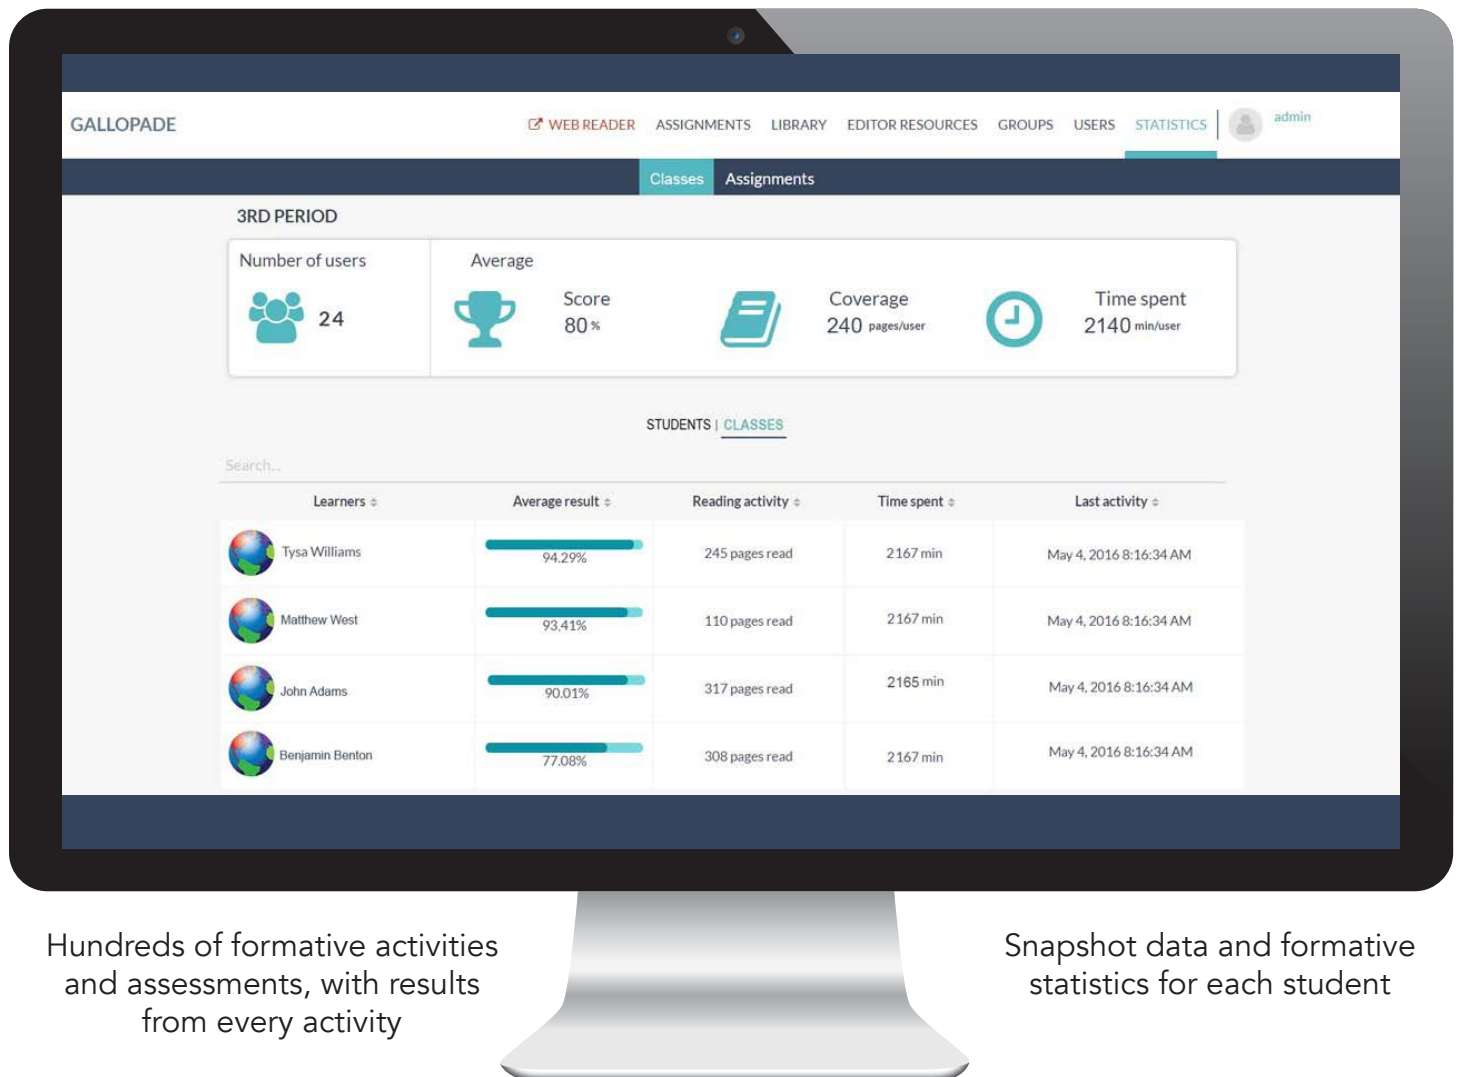 GALLOPADE
WEB READER ASSIGNMENTS LIBRARY EDITOR RESOURCES GROUPS USERS STATISTICS admin
Classes Assignments
3RD PERIOD
Number of users Average
24
Score
80 %
Coverage
240 pages/user
Time spent
2140 min/user
STUDENTS | CLASSES
Search...
Learners Average result Reading activity Time spent Last activity
Tysa Williams 94.29% 245 pages read 2167 min May 4, 2016 8:16:34 AM
Matthew West 93,41% 110 pages read 2167 min May 4, 2016 8:16:34 AM
John Adams 90.01% 317 pages read 2165 min May 4, 2016 8:16:34 AM
Benjamin Benton 77.08% 308 pages read 2167 min May 4, 2016 8:16:34 AM
Hundreds of formative activities
and assessments, with results
from every activity
Snapshot data and formative
statistics for each student